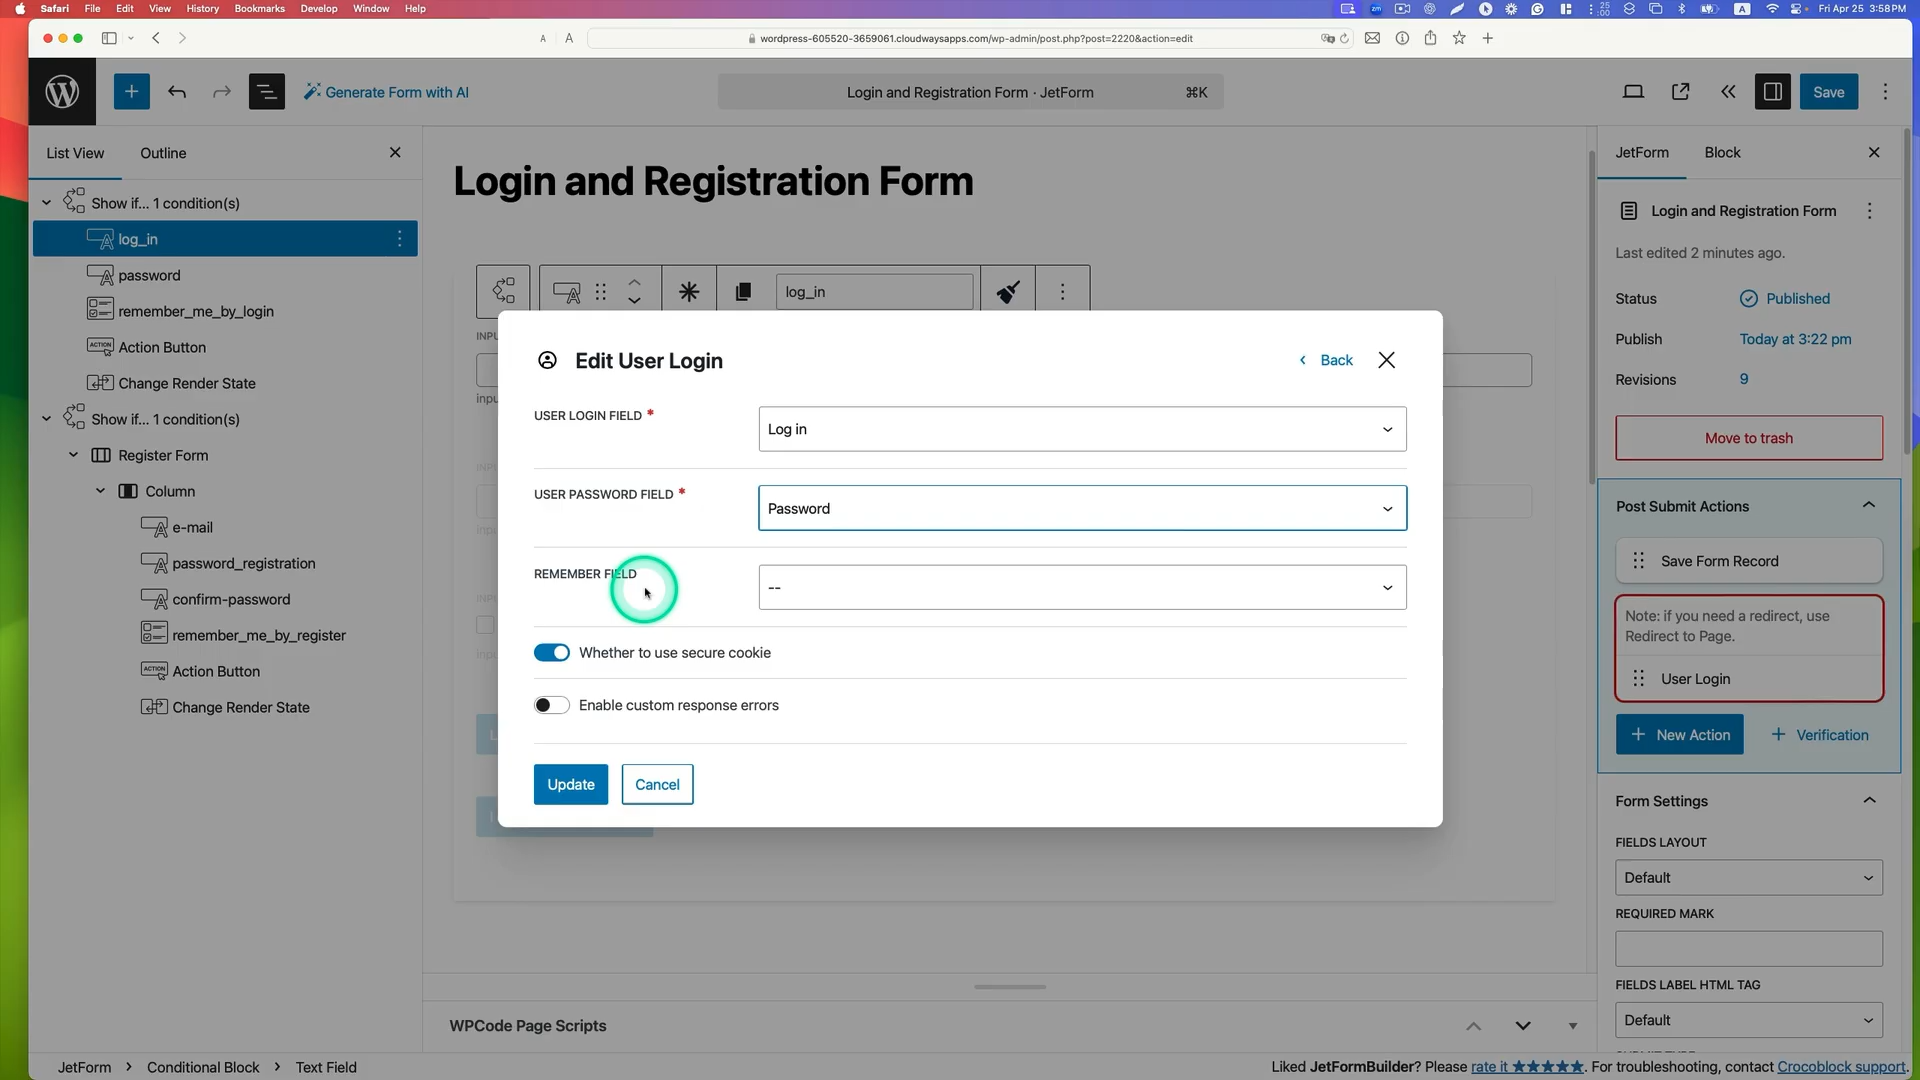 Safari File Edit View History Bookmarks Develop Window Help
Fri Apr 25 3:58 PM
wordpress-605520-3659061.cloudwaysapps.com/wp-admin/post.php?post=2220&action=edit
Generate Form with AI
Login and Registration Form · JetForm ⌘K
Save
List View Outline
Show if... 1 condition(s)
log_in
password
remember_me_by_login
ACTION Action Button
Change Render State
Show if... 1 condition(s)
Register Form
Column
e-mail
password_registration
confirm-password
remember_me_by_register
ACTION Action Button
Change Render State
Login and Registration Form
log_in
Edit User Login
Back
USER LOGIN FIELD *
Log in
USER PASSWORD FIELD *
Password
REMEMBER FIELD
--
Whether to use secure cookie
Enable custom response errors
Update
Cancel
WPCode Page Scripts
JetForm Block
Login and Registration Form
Last edited 2 minutes ago.
Status Published
Publish Today at 3:22 pm
Revisions 9
Move to trash
Post Submit Actions
Save Form Record
Note: if you need a redirect, use
Redirect to Page.
User Login
+ New Action + Verification
Form Settings
FIELDS LAYOUT
Default
REQUIRED MARK
FIELDS LABEL HTML TAG
Default
JetForm > Conditional Block > Text Field
Liked JetFormBuilder? Please rate it ★★★★★. For troubleshooting, contact Crocoblock support.